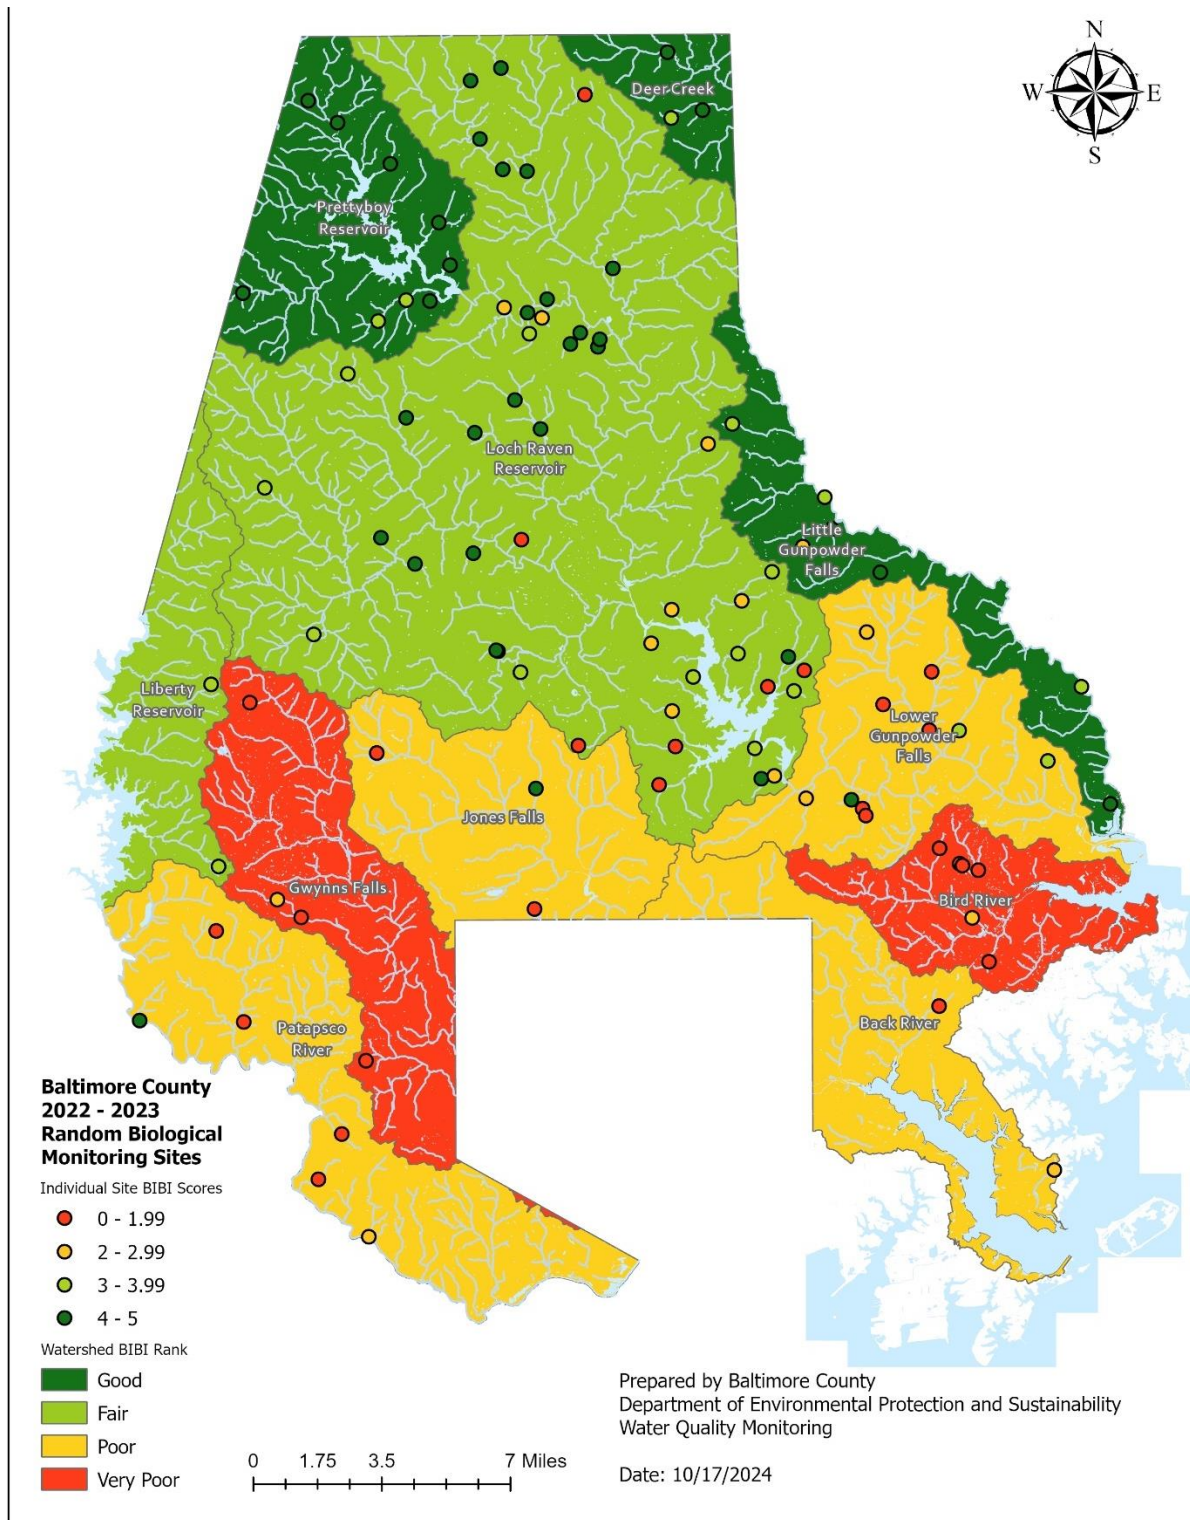 N
W E
S
Deer Creek
Prettyboy
Reservoir
Loch Raven
Reservoir
Little
Gunpowder
Falls
Liberty
Reservoir
Lower
Gunpowder
Falls
Jones Falls
Gwynns Falls
Bird River
Patapsco
River
Back River
Baltimore County
2022 - 2023
Random Biological
Monitoring Sites
Individual Site BIBI Scores
0 - 1.99
2 - 2.99
3 - 3.99
4 - 5
Watershed BIBI Rank
Good
Fair
Poor
Very Poor
0 1.75 3.5 7 Miles
Prepared by Baltimore County
Department of Environmental Protection and Sustainability
Water Quality Monitoring
Date: 10/17/2024